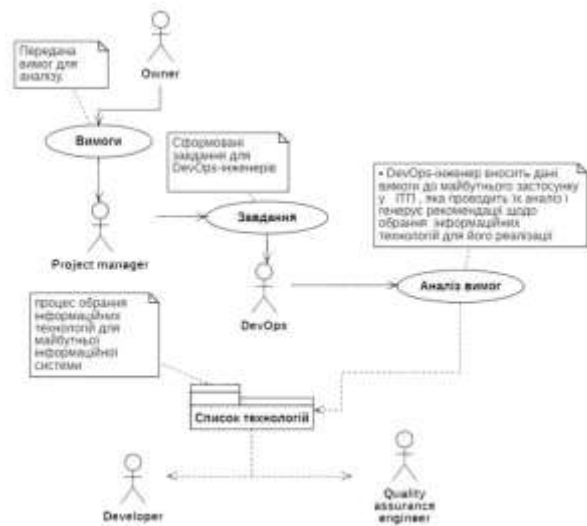 Передача
вимог для
аналізу.
Owner
Вимоги
Сформовані
завдання для
DevOps-інженерів
• DevOps-інженер вносить дані
вимоги до майбутнього застосунку
у ІТП , яка проводить їх аналіз і
генерує рекомендації щодо
обрання інформаційних
технологій для його реалізації
Завдання
Project manager
Аналіз вимог
DevOps
процес обрання
інформаційних
технологій для
майбутньої
інформаційної
системи
Список технологій
Developer
Quality
assurance
engineer